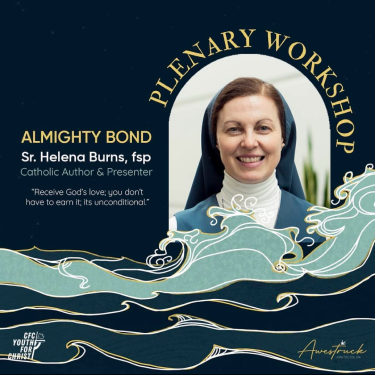 PLENARY WORKSHOP
ALMIGHTY BOND
Sr. Helena Burns, fsp
Catholic Author & Presenter
"Receive God's love; you don't
have to earn it; its unconditional."
CFC
YOUTH
FOR
CHRIST
Awestruck